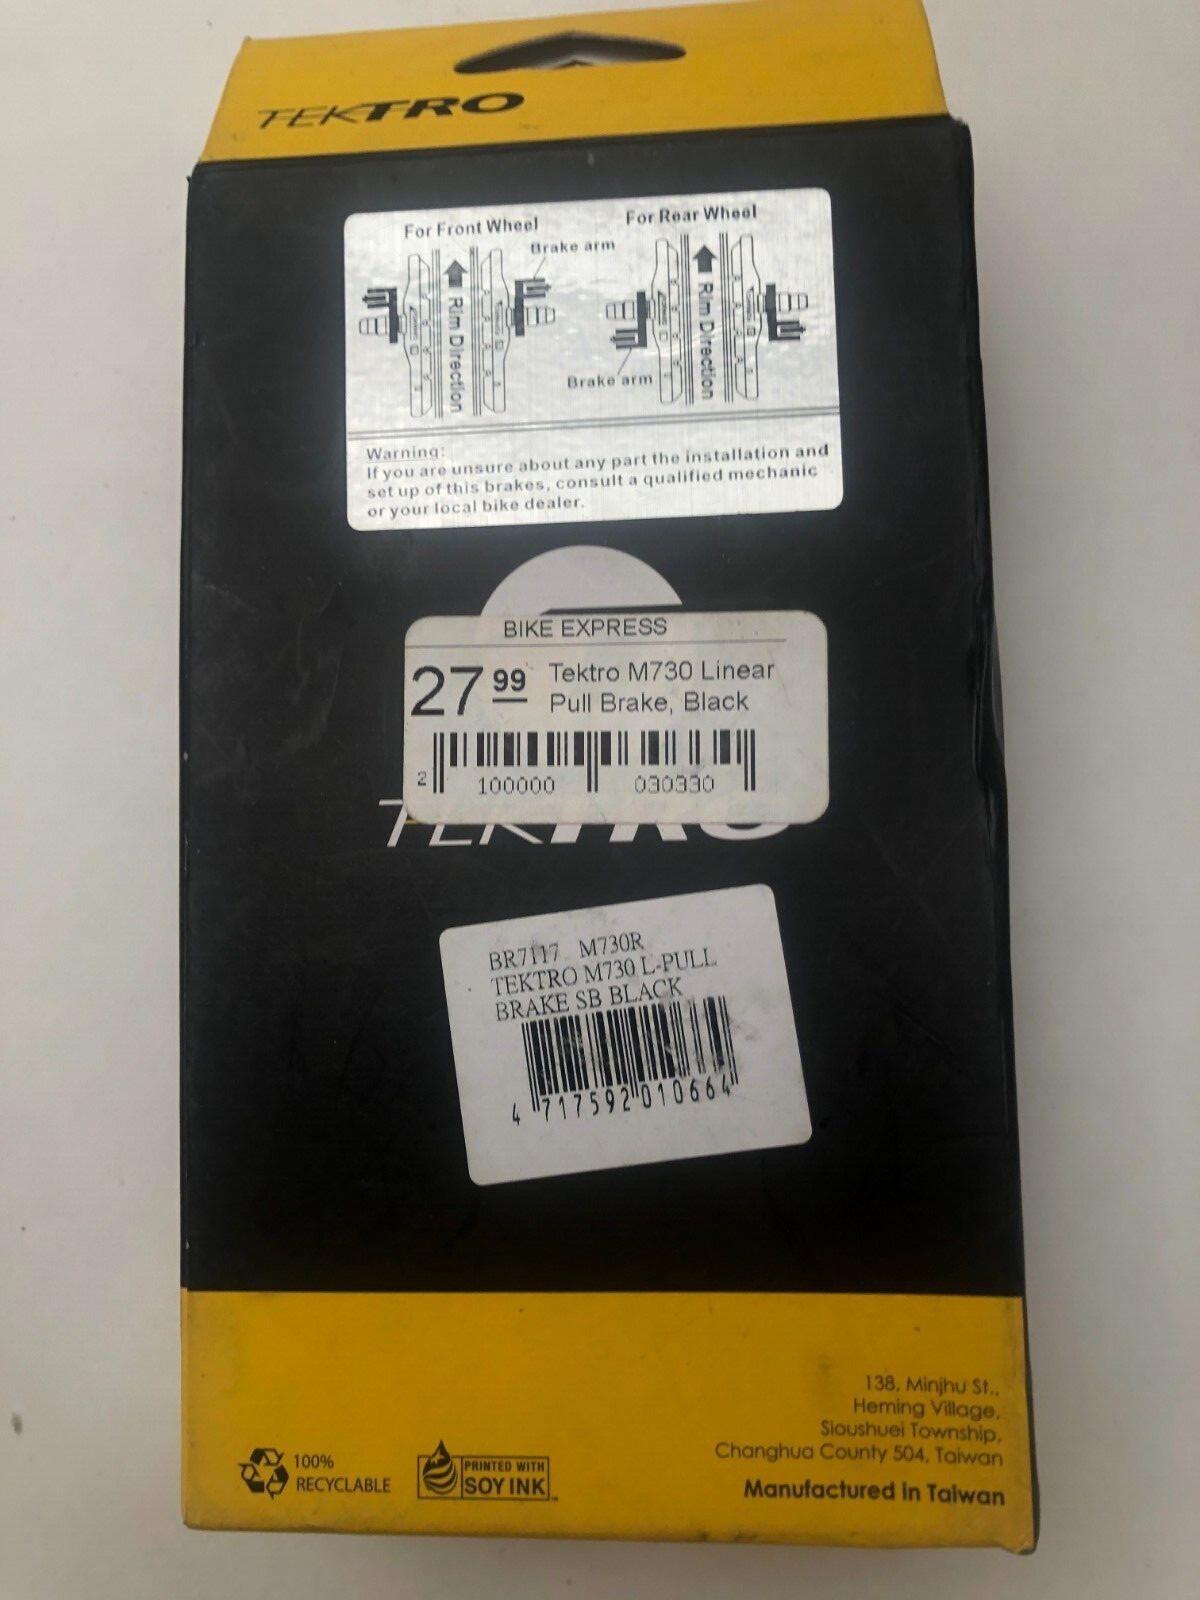 TEKTRO
For Front Wheel
For Rear Wheel
Brake arm
Rim Direction
Rim Direction
Brake arm
Warning:
If you are unsure about any part the installation and
set up of this brakes, consult a qualified mechanic
or your local bike dealer.
BIKE EXPRESS
27 99
Tektro M730 Linear
Pull Brake, Black
2 100000 030330
TEKTRO
BR7117 M730R
TEKTRO M730 L-PULL
BRAKE SB BLACK
4 717592 010664
138, Minjhu St.,
Heming Village,
Sioushuei Township,
Changhua County 504, Taiwan
Manufactured in Taiwan
100%
RECYCLABLE
PRINTED WITH
SOY INK